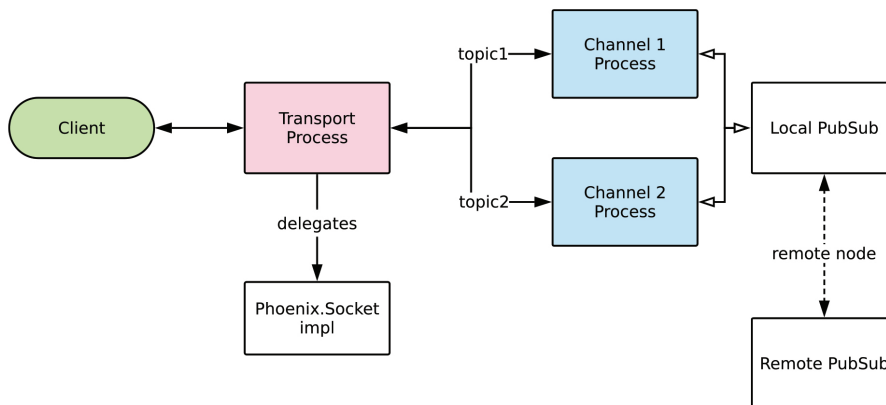 topic1
Channel 1
Process
Client
Transport
Process
Local PubSub
topic2
Channel 2
Process
delegates
remote node
Phoenix.Socket
impl
Remote PubSub